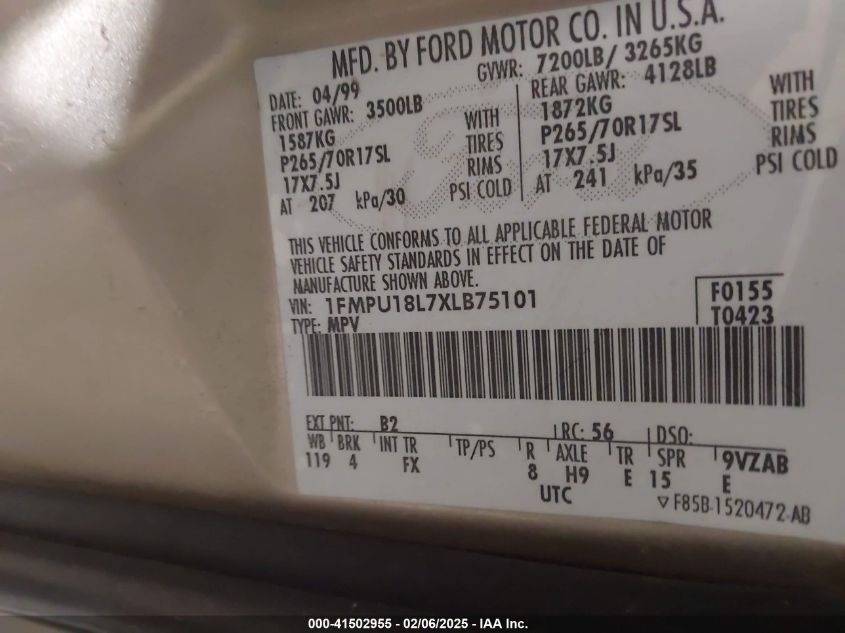 MFD. BY FORD MOTOR CO. IN U.S.A.
DATE: 04/99 GVWR: 7200LB/ 3265KG
FRONT GAWR: 3500LB REAR GAWR: 4128LB
1587KG WITH 1872KG WITH
P265/70R17SL TIRES P265/70R17SL TIRES
17X7.5J RIMS 17X7.5J RIMS
AT 207 kPa/30 PSI COLD AT 241 kPa/35 PSI COLD
THIS VEHICLE CONFORMS TO ALL APPLICABLE FEDERAL MOTOR
VEHICLE SAFETY STANDARDS IN EFFECT ON THE DATE OF
MANUFACTURE SHOWN ABOVE.
VIN: 1FMPU18L7XLB75101 F0155
TYPE: MPV T0423
EXT PNT: B2 RC: 56 DSO:
WB BRK INT TR TP/PS R AXLE TR SPR 9VZAB
119 4 FX 8 H9 E 15 E
UTC ▽ F85B-1520472-AB
000-41502955 - 02/06/2025 - IAA Inc.